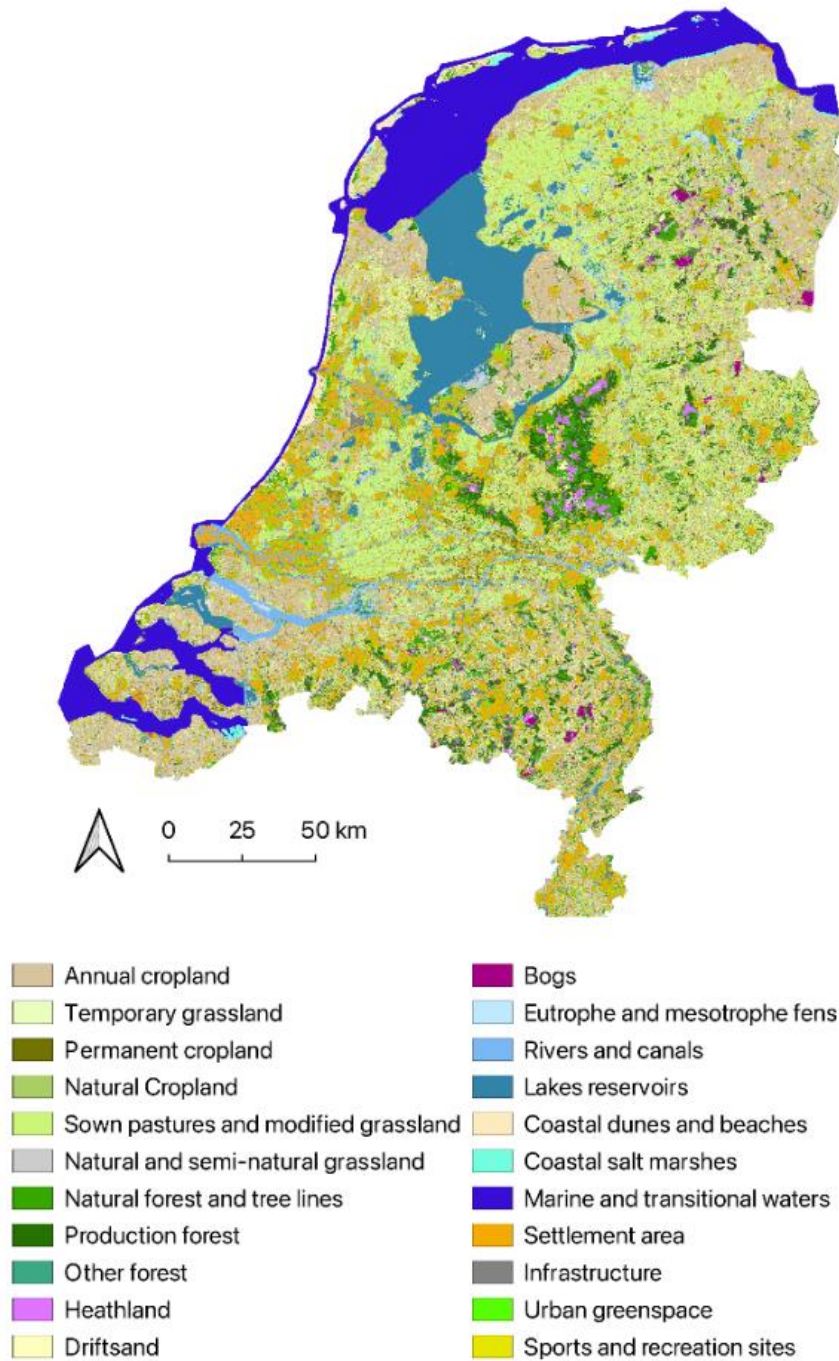 0 25 50 km
Annual cropland
Temporary grassland
Permanent cropland
Natural Cropland
Sown pastures and modified grassland
Natural and semi-natural grassland
Natural forest and tree lines
Production forest
Other forest
Heathland
Driftsand
Bogs
Eutrophe and mesotrophe fens
Rivers and canals
Lakes reservoirs
Coastal dunes and beaches
Coastal salt marshes
Marine and transitional waters
Settlement area
Infrastructure
Urban greenspace
Sports and recreation sites